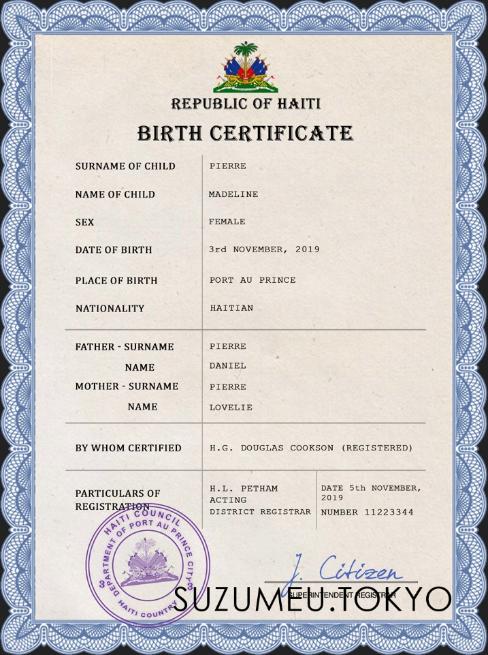 REPUBLIC OF HAITI
BIRTH CERTIFICATE
SURNAME OF CHILD PIERRE
NAME OF CHILD MADELINE
SEX FEMALE
DATE OF BIRTH 3rd NOVEMBER, 2019
PLACE OF BIRTH PORT AU PRINCE
NATIONALITY HAITIAN
FATHER - SURNAME PIERRE
NAME DANIEL
MOTHER - SURNAME PIERRE
NAME LOVELIE
BY WHOM CERTIFIED H.G. DOUGLAS COOKSON (REGISTERED)
PARTICULARS OF
REGISTRATION
H.L. PETHAM
ACTING
DISTRICT REGISTRAR
DATE 5th NOVEMBER,
2019
NUMBER 11223344
HAITI COUNCIL
DEPARTMENT OF PORT AU PRINCE CITY
HAITI COUNTRY
J. Citizen
SUPERINTENDENT REGISTRAR
SUZUMEU.TOKYO